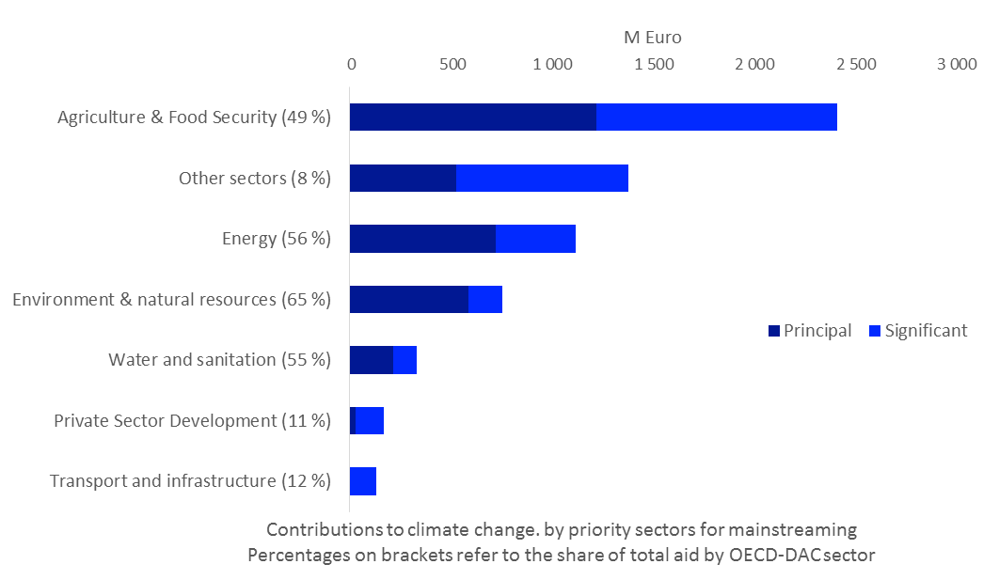 M Euro
0 500 1 000 1 500 2 000 2 500 3 000
Agriculture & Food Security (49 %)
Other sectors (8 %)
Energy (56 %)
Environment & natural resources (65 %)
Principal Significant
Water and sanitation (55 %)
Private Sector Development (11 %)
Transport and infrastructure (12 %)
Contributions to climate change. by priority sectors for mainstreaming
Percentages on brackets refer to the share of total aid by OECD-DAC sector